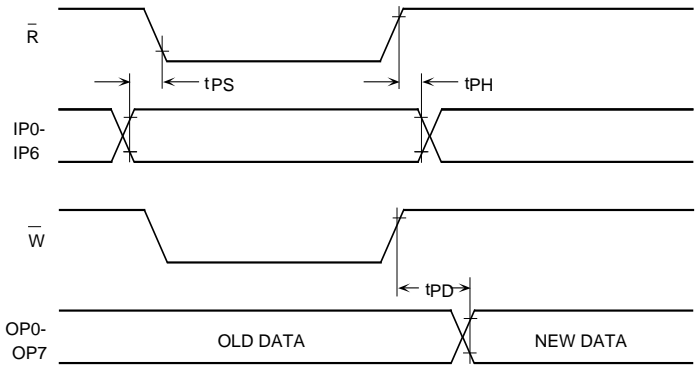 R̅
tPS
tPH
IP0-
IP6
W̅
tPD
OP0-
OP7
OLD DATA
NEW DATA